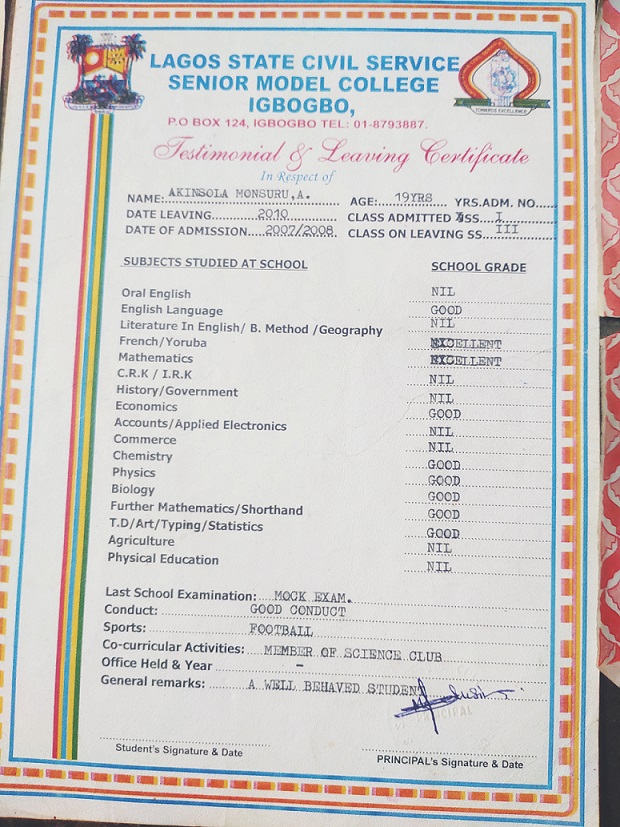 LAGOS STATE CIVIL SERVICE
SENIOR MODEL COLLEGE
IGBOGBO,
P.O BOX 124, IGBOGBO TEL: 01-8793887.
TOWARDS EXCELLENCE
Testimonial & Leaving Certificate
In Respect of
NAME: AKINSOLA MONSURU,A. AGE: 19YRS YRS.ADM. NO.
DATE LEAVING 2010 CLASS ADMITTED SS I
DATE OF ADMISSION 2007/2008 CLASS ON LEAVING SS III
SUBJECTS STUDIED AT SCHOOL SCHOOL GRADE
Oral English NIL
English Language GOOD
Literature In English/ B. Method /Geography NIL
French/Yoruba EXCELLENT
Mathematics EXCELLENT
C.R.K / I.R.K NIL
History/Government NIL
Economics GOOD
Accounts/Applied Electronics NIL
Commerce NIL
Chemistry GOOD
Physics GOOD
Biology GOOD
Further Mathematics/Shorthand GOOD
T.D/Art/Typing/Statistics GOOD
Agriculture NIL
Physical Education NIL
Last School Examination: MOCK EXAM.
Conduct: GOOD CONDUCT
Sports: FOOTBALL
Co-curricular Activities: MEMBER OF SCIENCE CLUB
Office Held & Year –
General remarks: A WELL BEHAVED STUDENT
PRINCIPAL
Student's Signature & Date PRINCIPAL's Signature & Date